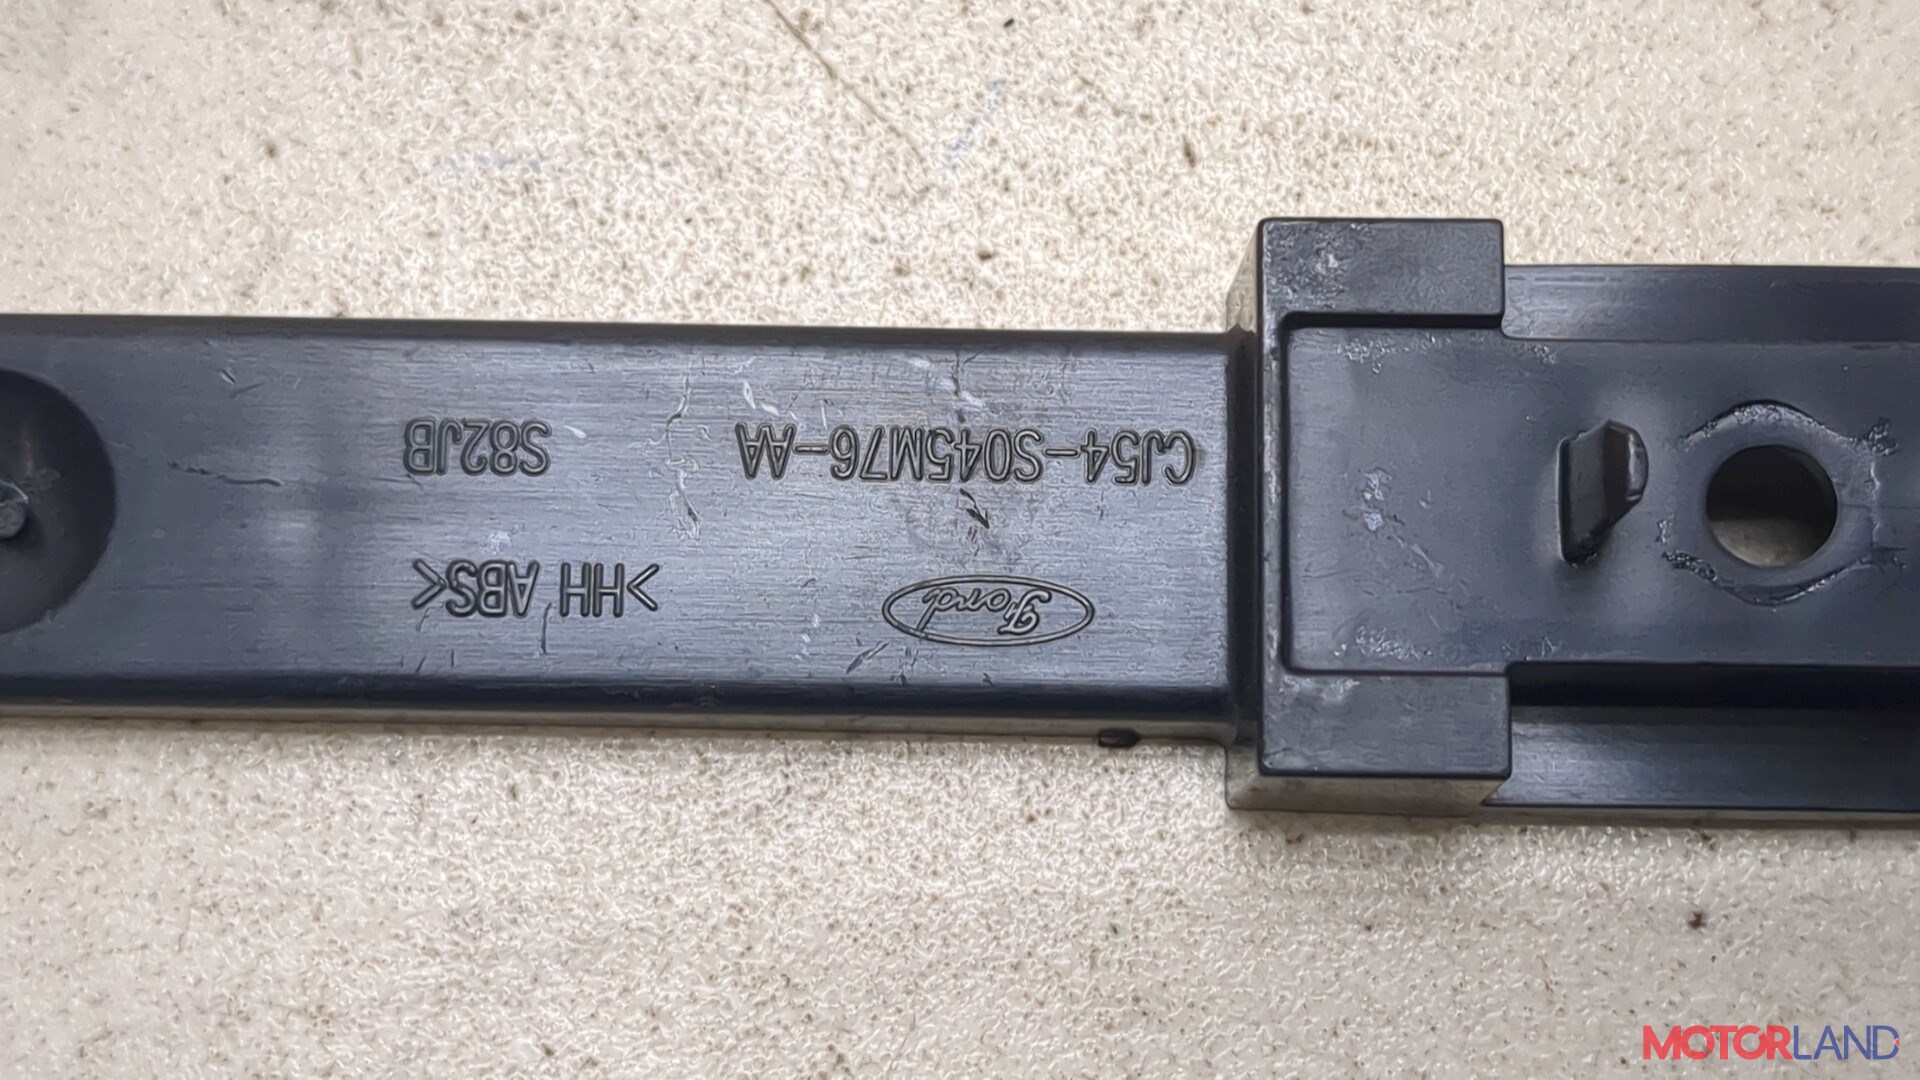 Ford
>HH ABS<
CJ54-S045M76-AA
S82JB
MOTORLAND